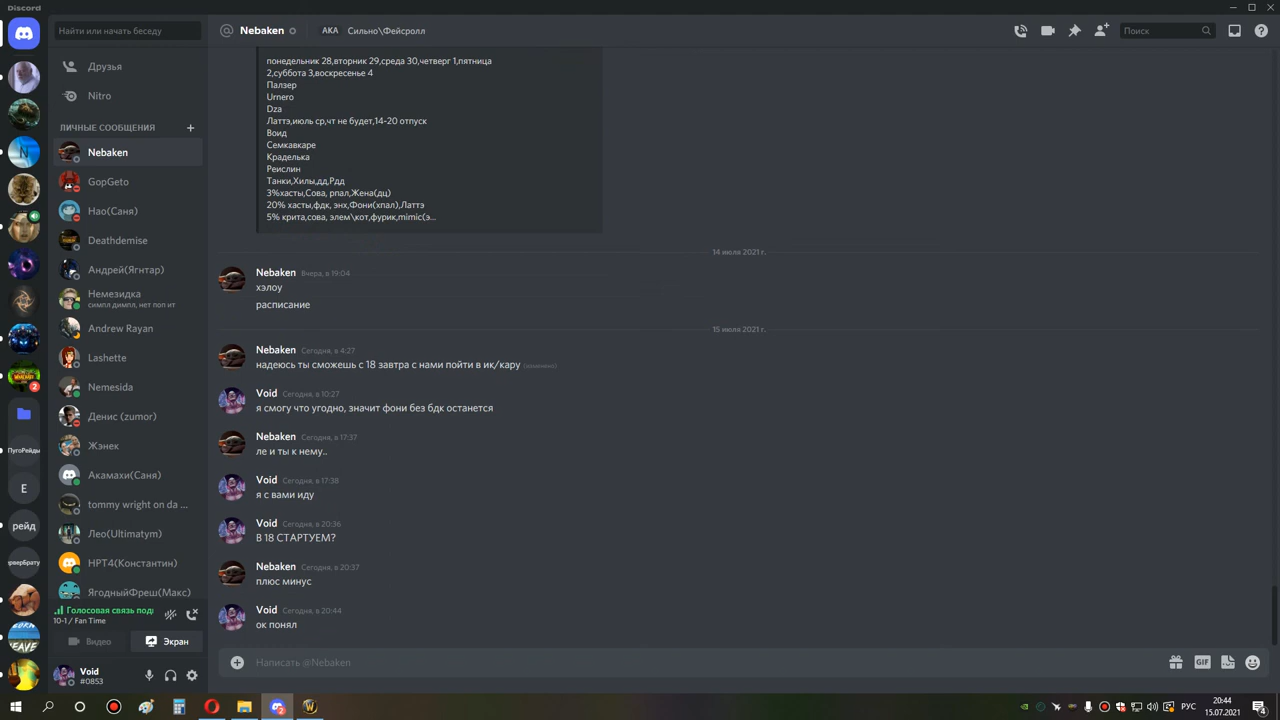 Discord
Найти или начать беседу
Nebaken
AKA Сильно\Фейсролл
Поиск
Друзья
Nitro
ЛИЧНЫЕ СООБЩЕНИЯ
Nebaken
GopGeto
Нао(Саня)
Deathdemise
Андрей(Ягнтар)
Немезидка
симпл димпл, нет поп ит
Andrew Rayan
Lashette
Nemesida
Денис (zumor)
Жэнек
Акамахи(Саня)
tommy wright on da ...
Лео(Ultimatym)
НРТ4(Константин)
ЯгодныйФреш(Макс)
2
ПугоРейды
Е
рейд
рверБрату
Голосовая связь под
10-1 / Fan Time
Видео
Экран
Void
#0853
понедельник 28,вторник 29,среда 30,четверг 1,пятница
2,суббота 3,воскресенье 4
Палзер
Urnero
Dza
Латтэ,июль ср,чт не будет,14-20 отпуск
Воид
Семкавкаре
Краделька
Реислин
Танки,Хилы,дд,Рдд
3%хасты,Сова, рпал,Жена(дц)
20% хасты,фдк, энх,Фони(хпал),Латтэ
5% крита,сова, элем\кот,фурик,mimic(э...
14 июля 2021 г.
Nebaken Вчера, в 19:04
хэлоу
расписание
15 июля 2021 г.
Nebaken Сегодня, в 4:27
надеюсь ты сможешь с 18 завтра с нами пойти в ик/кару (изменено)
Void Сегодня, в 10:27
я смогу что угодно, значит фони без бдк останется
Nebaken Сегодня, в 17:37
ле и ты к нему..
Void Сегодня, в 17:38
я с вами иду
Void Сегодня, в 20:36
В 18 СТАРТУЕМ?
Nebaken Сегодня, в 20:37
плюс минус
Void Сегодня, в 20:44
ок понял
Написать @Nebaken
GIF
РУС
20:44
15.07.2021
4